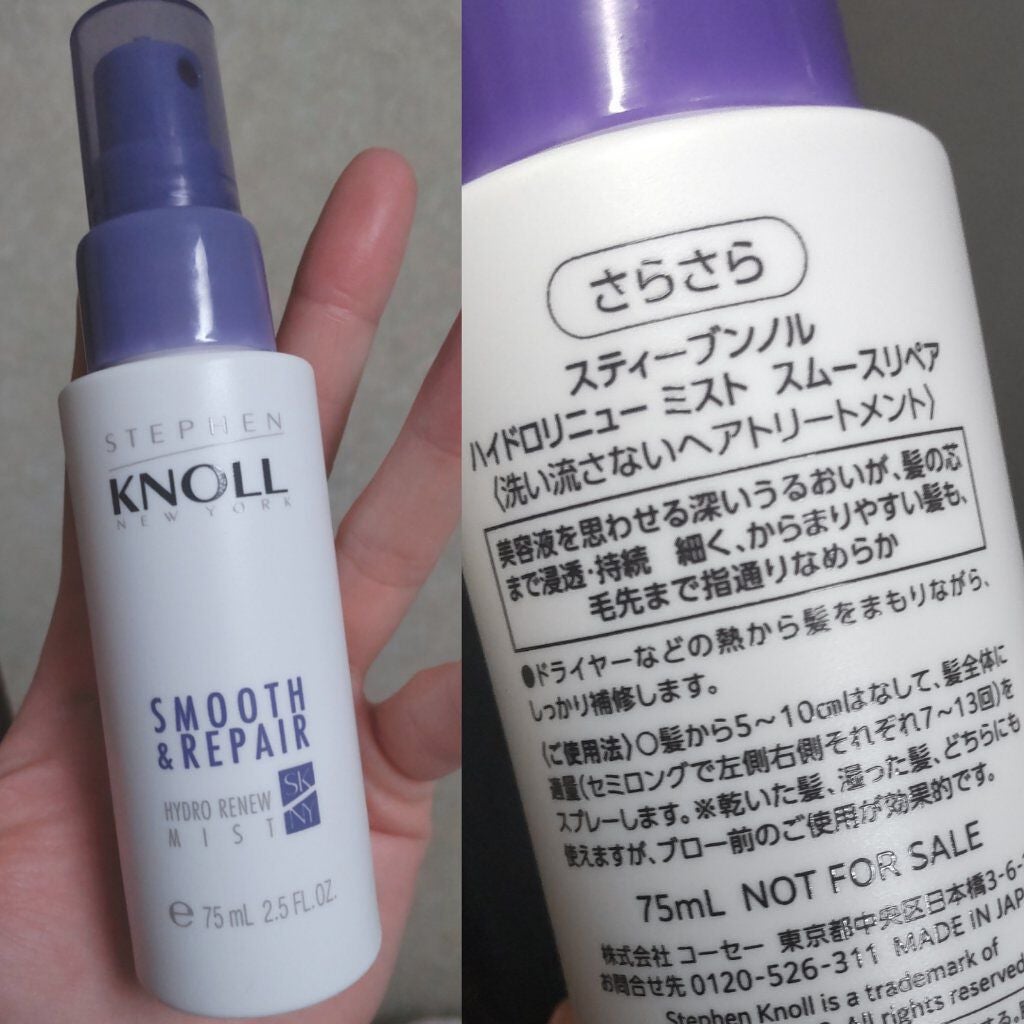 STEPHEN
KNOLL
NEW YORK
SMOOTH
&REPAIR
HYDRO RENEW
MIST
SK
NY
e 75 mL 2.5 FL.OZ.
さらさら
スティーブンノル
ハイドロリニュー ミスト スムースリペア
〈洗い流さないヘアトリートメント〉
美容液を思わせる深いうるおいが、髪の芯
まで浸透・持続 細く、からまりやすい髪も、
毛先まで指通りなめらか
●ドライヤーなどの熱から髪をまもりながら、
しっかり補修します。
〈ご使用法〉○髪から5～10cmはなして、髪全体に
適量(セミロングで左側右側それぞれ7～13回)を
スプレーします。※乾いた髪、湿った髪、どちらにも
使えますが、ブロー前のご使用が効果的です。
75mL NOT FOR SALE
株式会社 コーセー 東京都中央区日本橋3-6-
お問合せ先 0120-526-311 MADE IN JAP
Stephen Knoll is a trademark of
All rights reserved